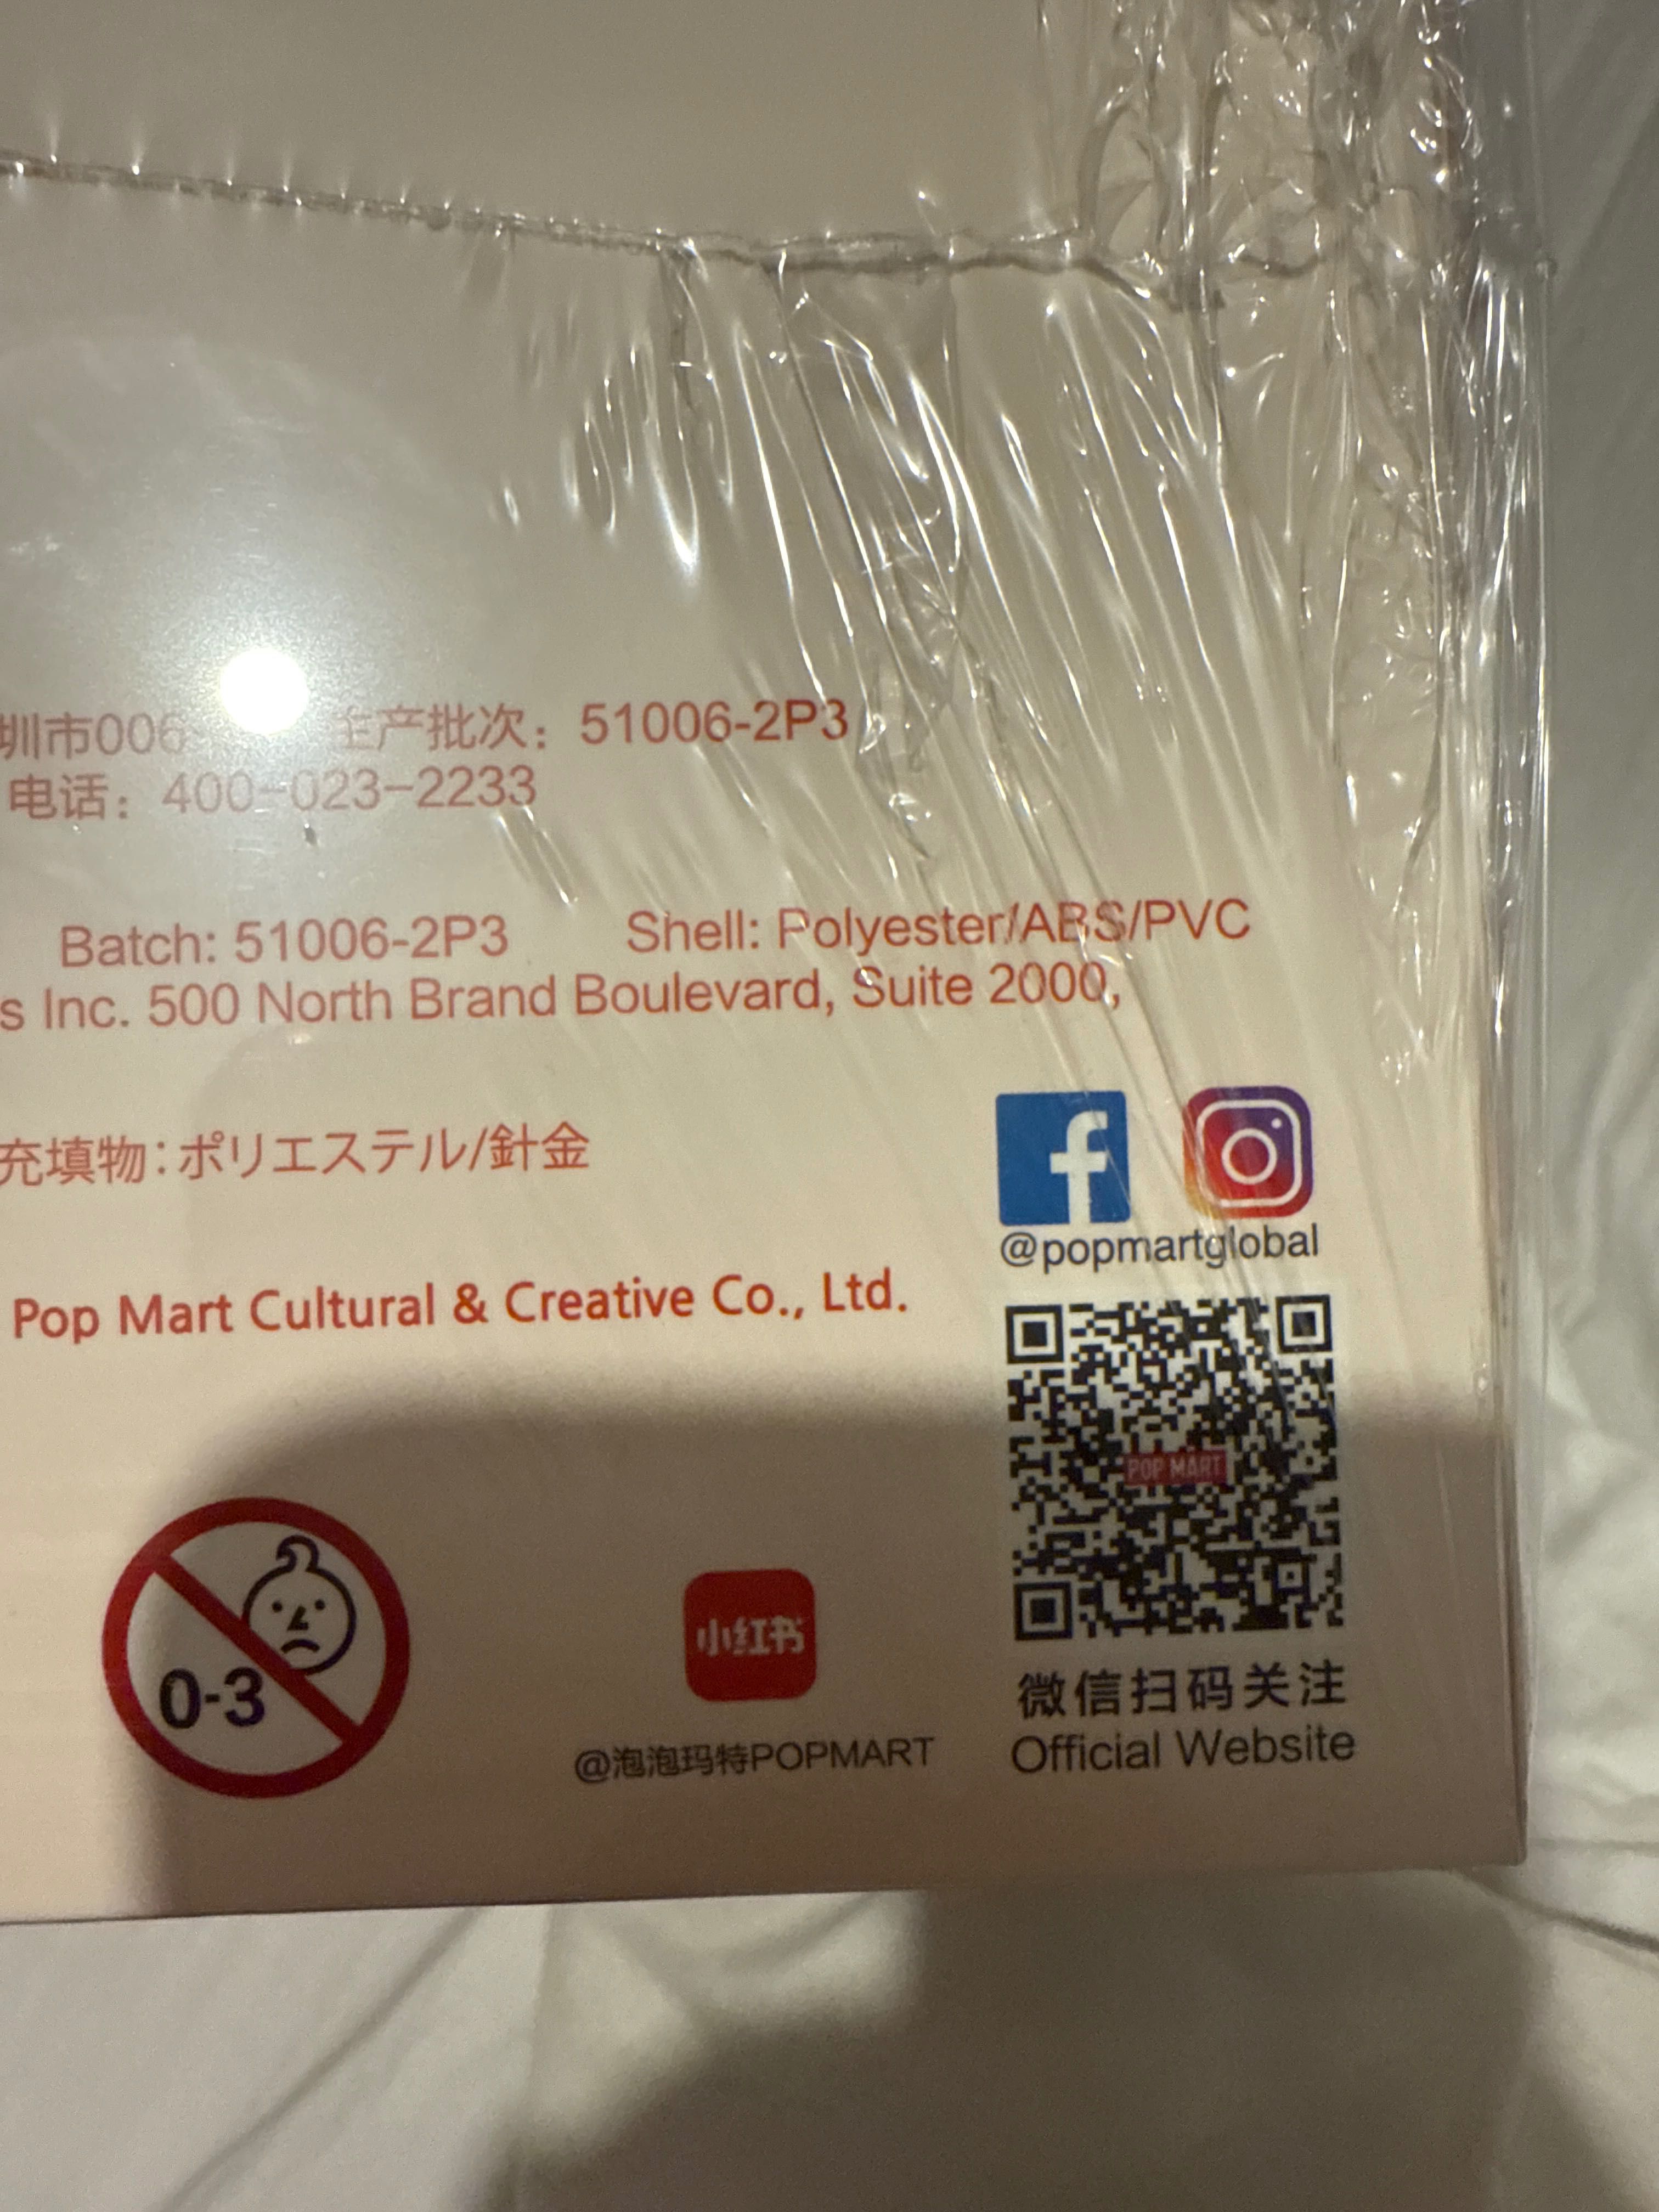 圳市006 生产批次：51006-2P3
电话：400-023-2233
Batch: 51006-2P3 Shell: Polyester/ABS/PVC
s Inc. 500 North Brand Boulevard, Suite 2000,
充填物：ポリエステル/針金
@popmartglobal
Pop Mart Cultural & Creative Co., Ltd.
POP MART
0-3
小红书
@泡泡玛特POPMART
微信扫码关注
Official Website